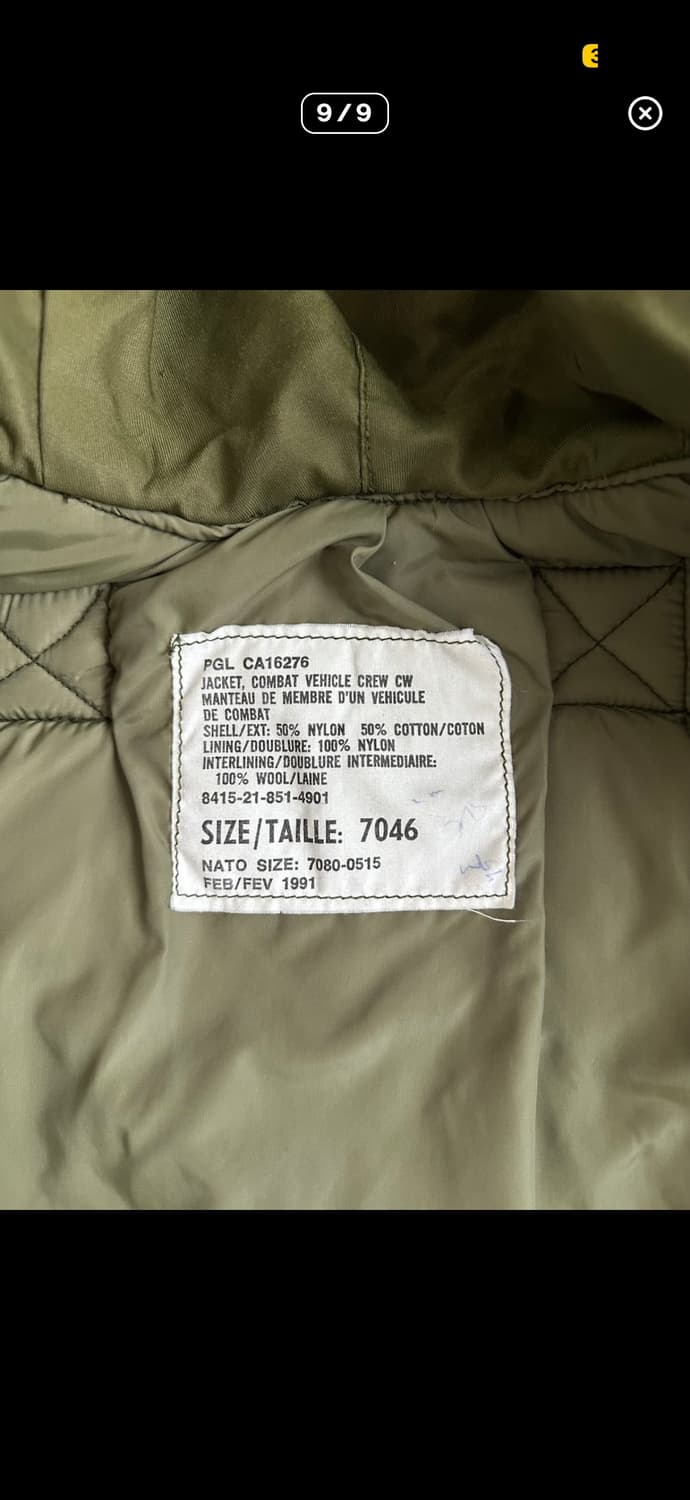 9/9
PGL CA16276
JACKET, COMBAT VEHICLE CREW CW
MANTEAU DE MEMBRE D'UN VEHICULE
DE COMBAT
SHELL/EXT: 50% NYLON 50% COTTON/COTON
LINING/DOUBLURE: 100% NYLON
INTERLINING/DOUBLURE INTERMEDIAIRE:
100% WOOL/LAINE
8415-21-851-4901
SIZE/TAILLE: 7046
NATO SIZE: 7080-0515
FEB/FEV 1991